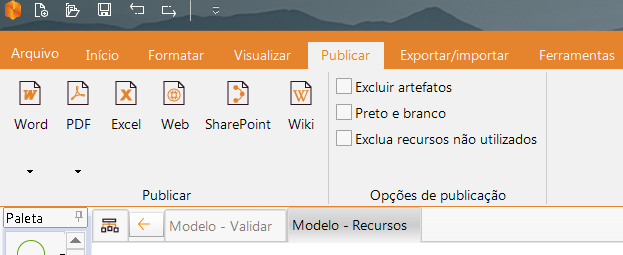 Arquivo Início Formatar Visualizar Publicar Exportar/importar Ferramentas
Word PDF Excel Web SharePoint Wiki
Excluir artefatos
Preto e branco
Exclua recursos não utilizados
Publicar Opções de publicação
Paleta Modelo - Validar Modelo - Recursos